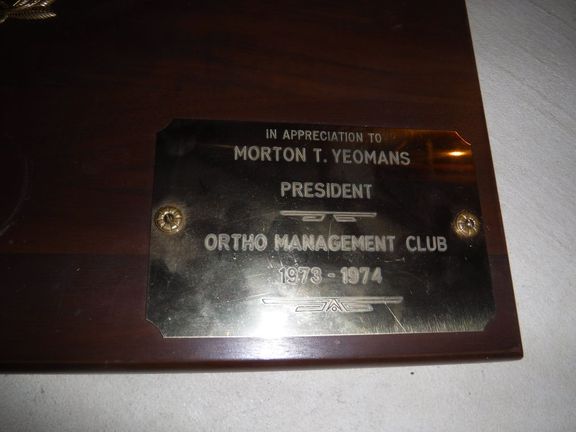 IN APPRECIATION TO
MORTON T. YEOMANS
PRESIDENT
ORTHO MANAGEMENT CLUB
1973 - 1974